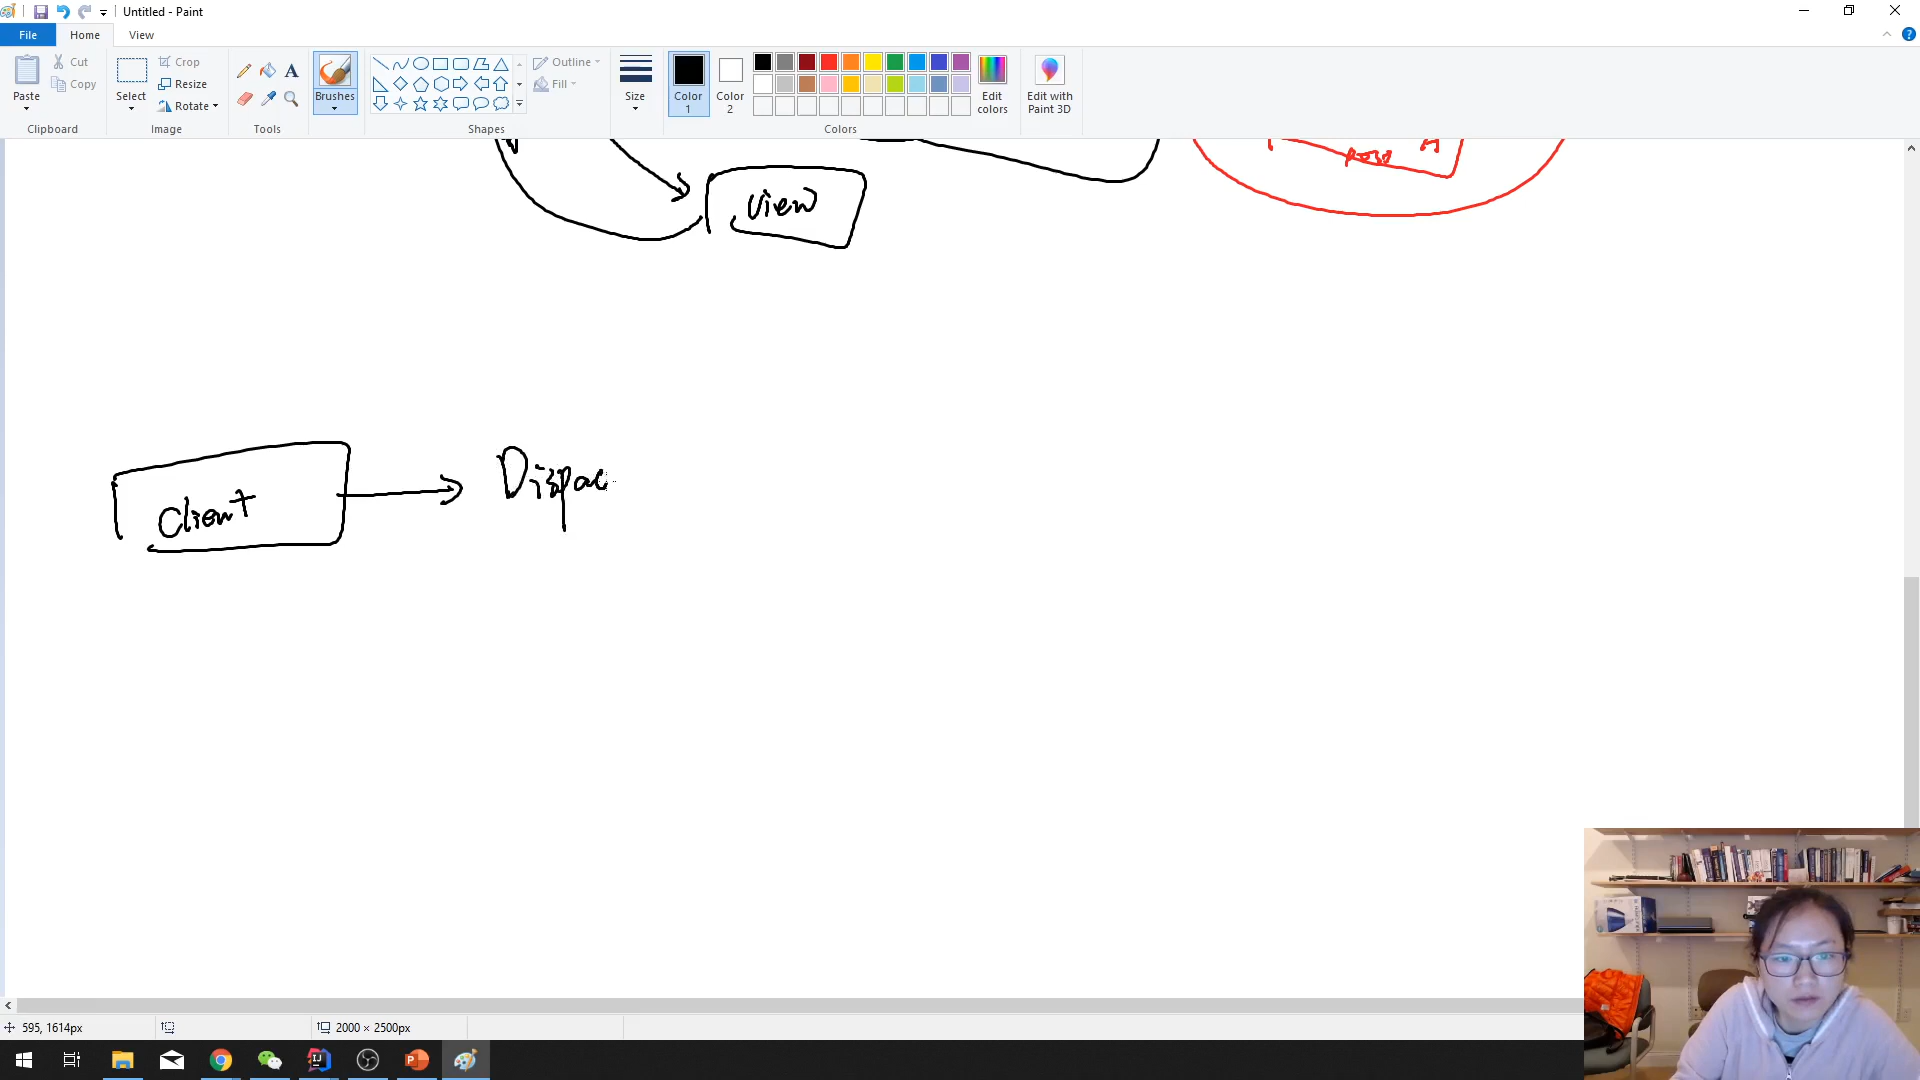 Untitled - Paint
File
Home
View
Paste
Cut
Copy
Clipboard
Select
Crop
Resize
Rotate
Image
Tools
Brushes
Shapes
Outline
Fill
Size
Color 1
Color 2
Edit colors
Edit with Paint 3D
Colors
View
Client
Dispac
595, 1614px
2000 × 2500px